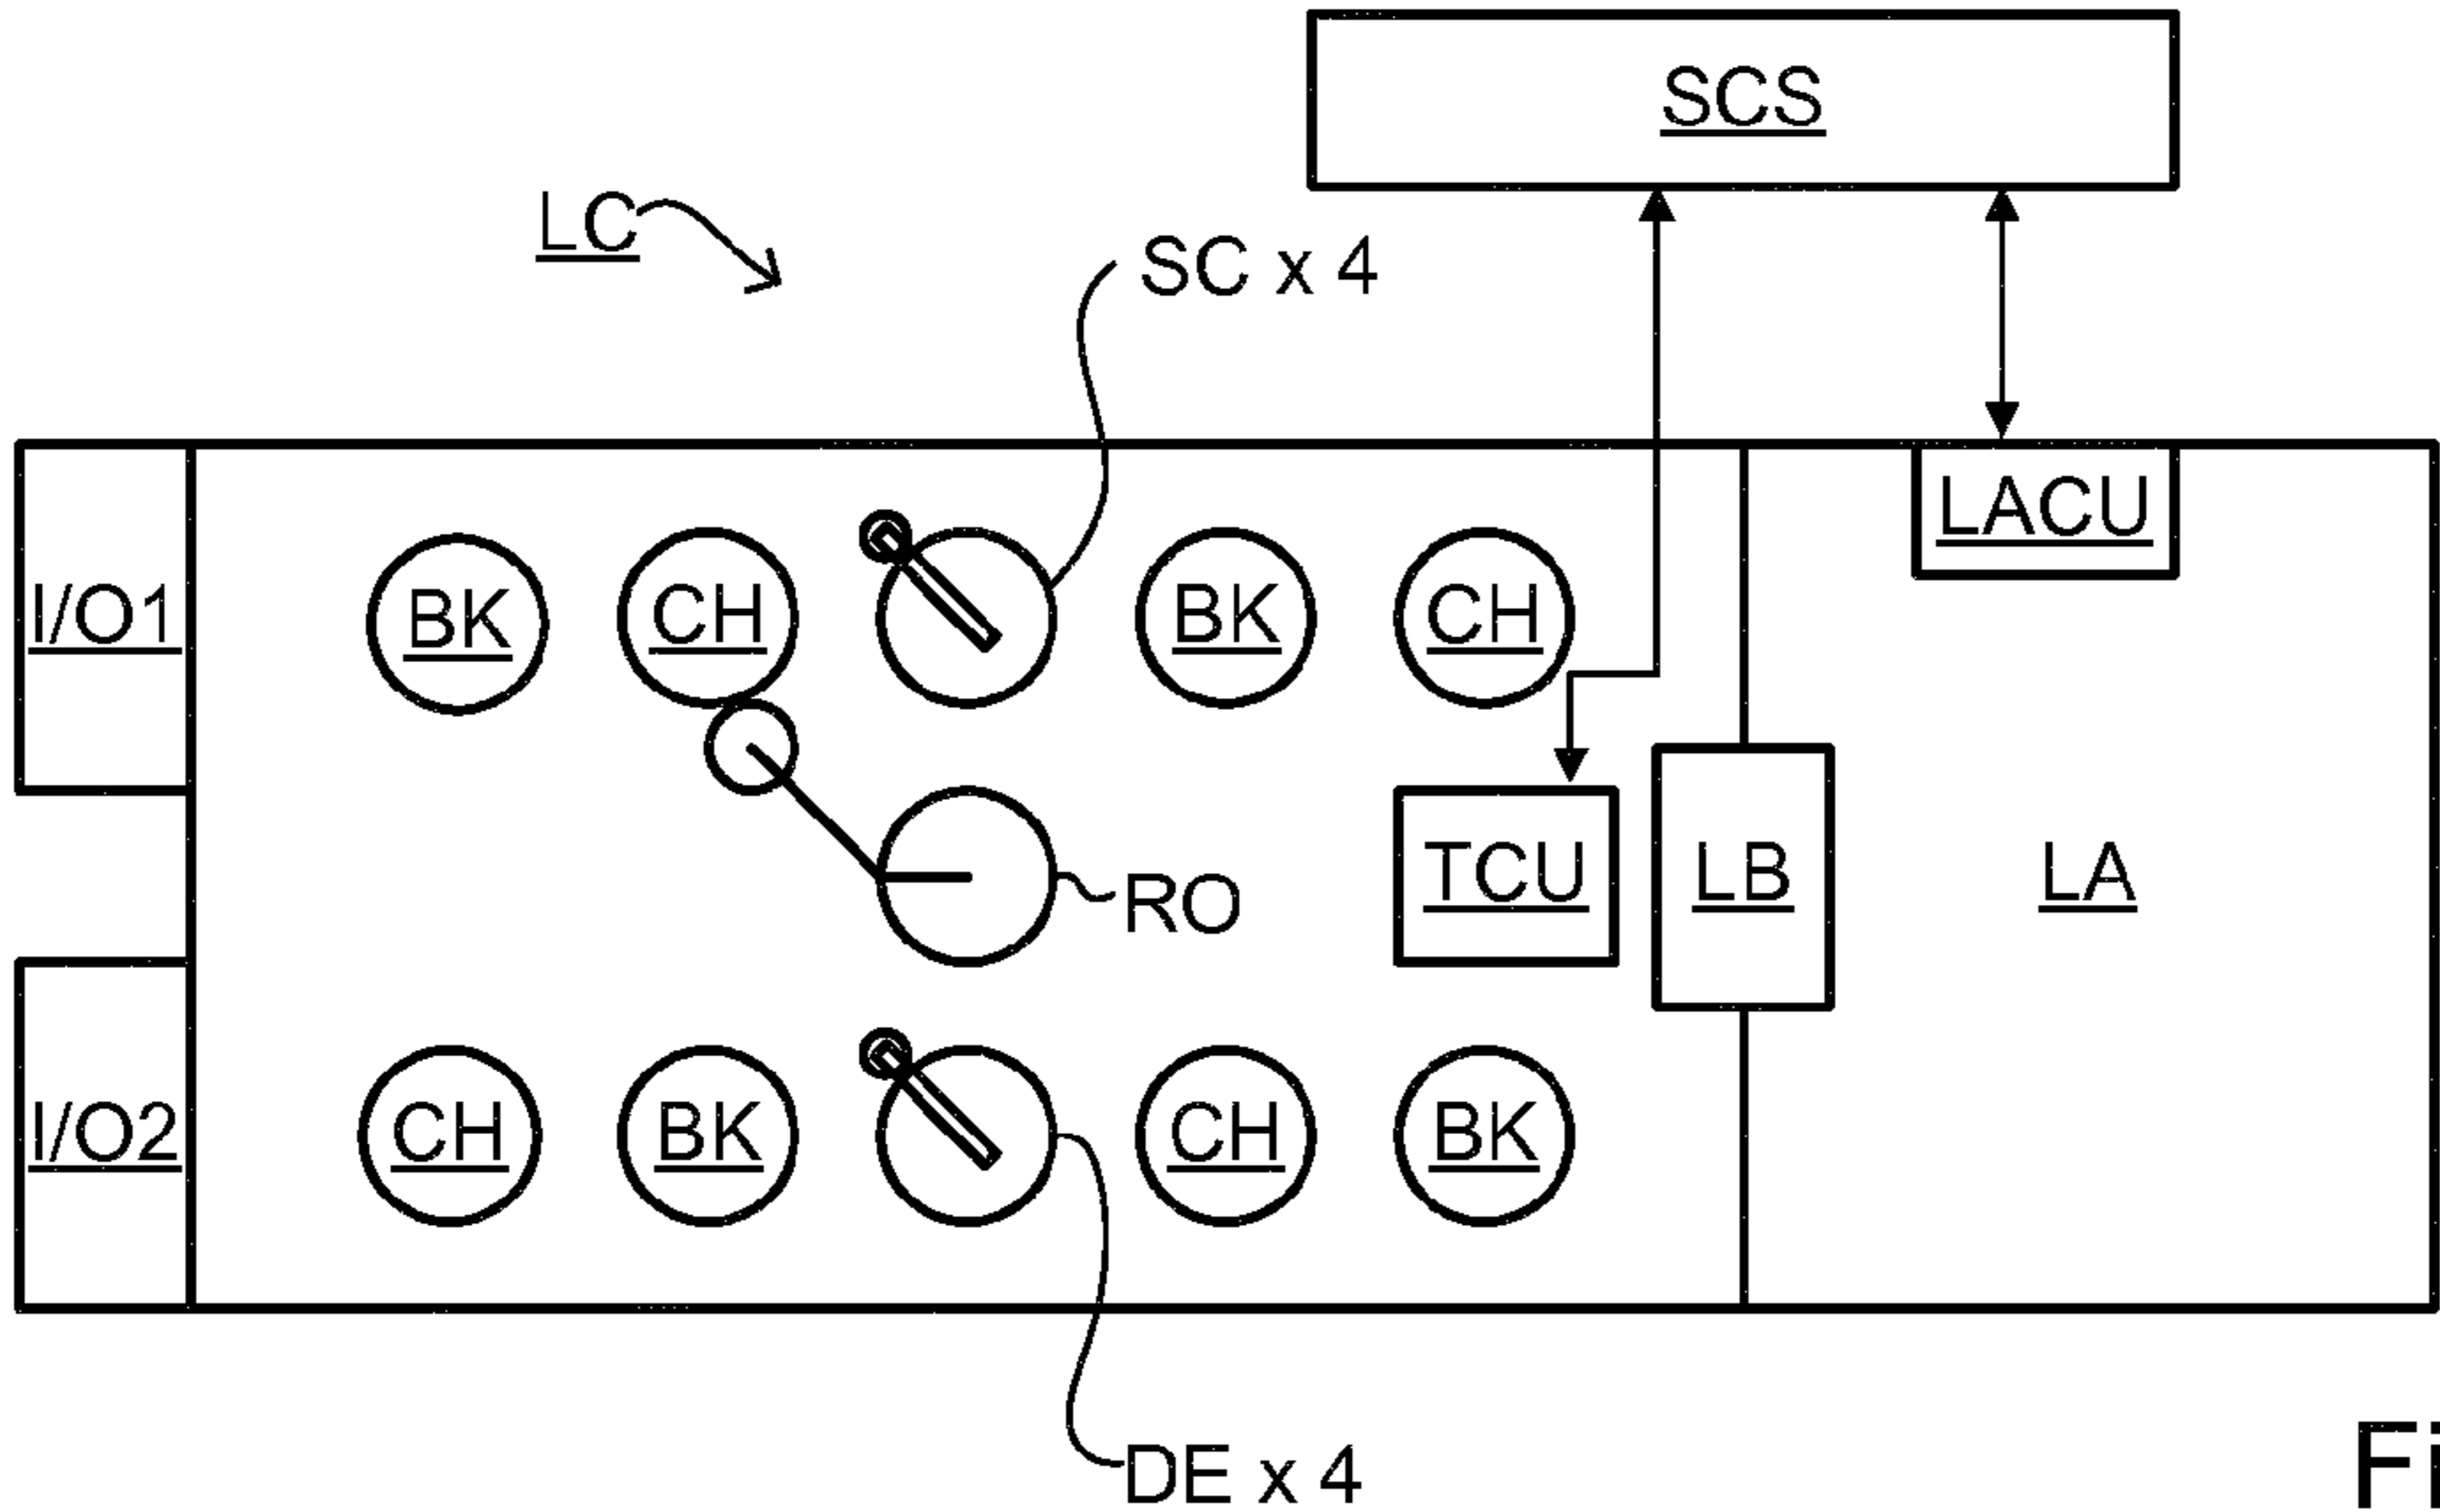 SCS
LC
SC x 4
LACU
I/O1
BK
CH
BK
CH
TCU
LB
LA
RO
I/O2
CH
BK
CH
BK
DE x 4
Fi